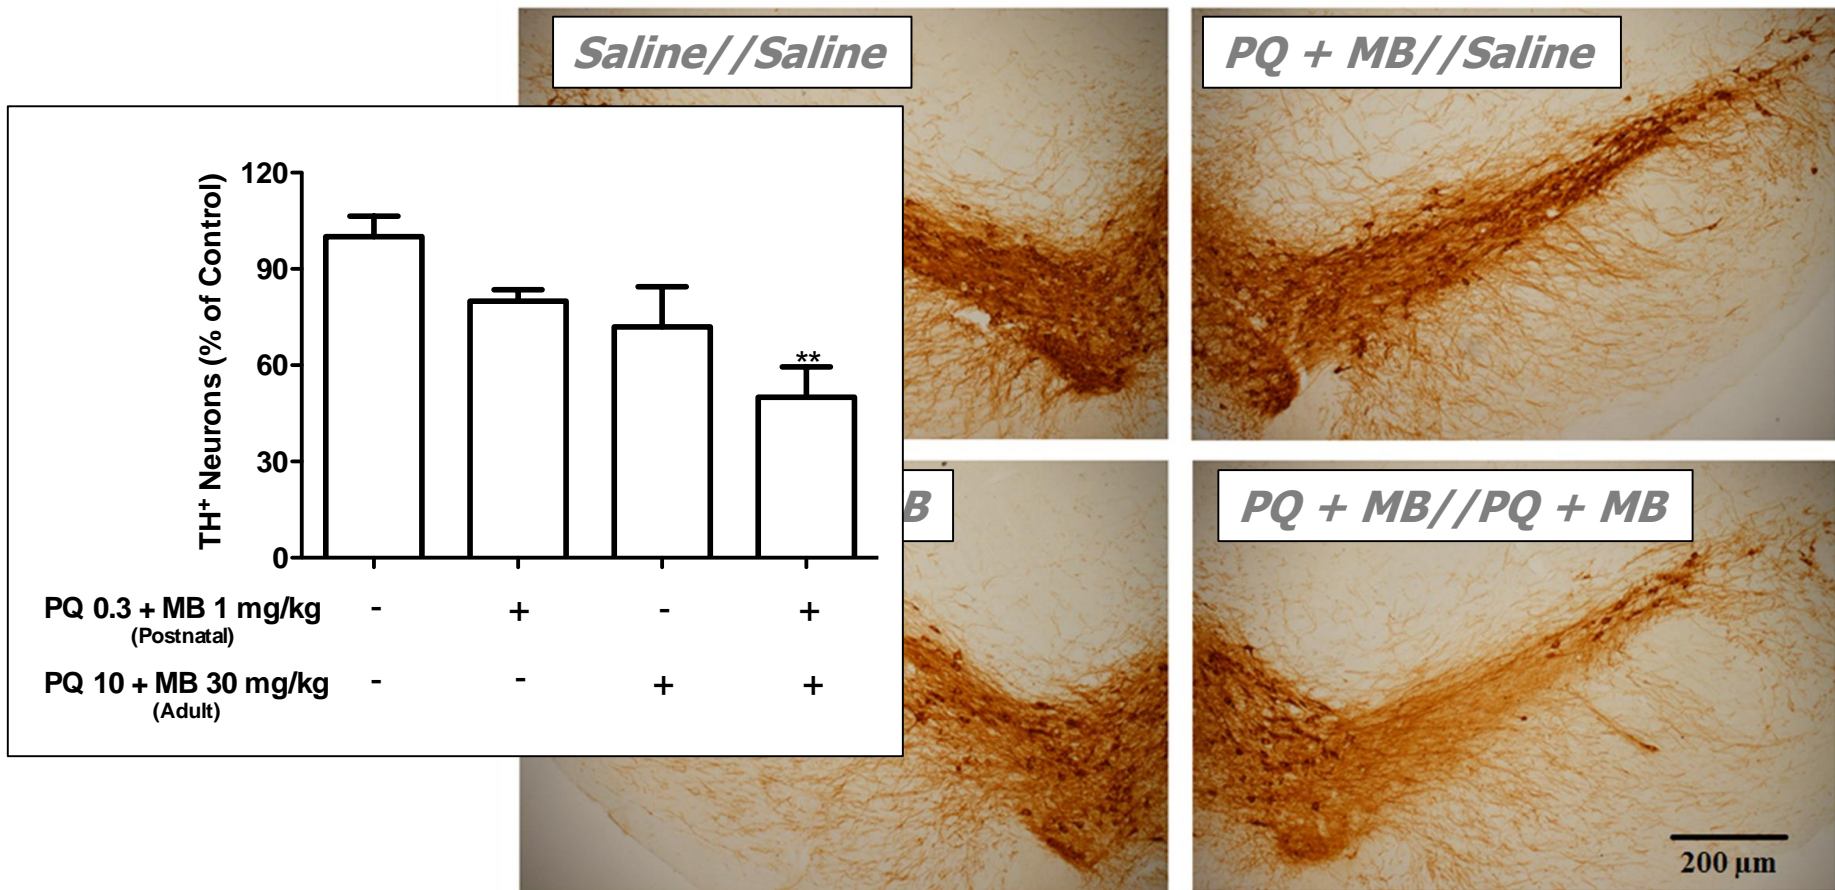 Saline//Saline
PQ + MB//Saline
TH+ Neurons (% of Control)
120
90
60
30
0
**
PQ 0.3 + MB 1 mg/kg - + - +
(Postnatal)
PQ 10 + MB 30 mg/kg - - + +
(Adult)
B
PQ + MB//PQ + MB
200 µm